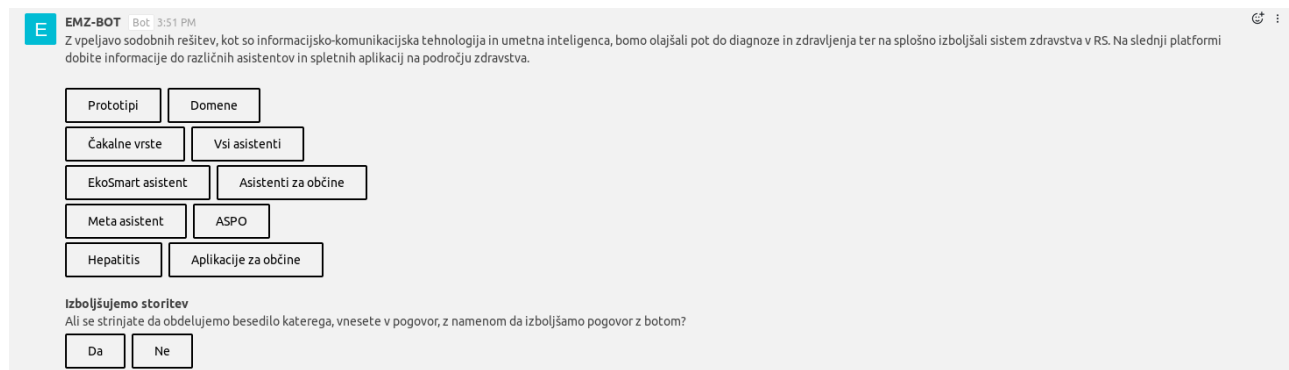 E
EMZ-BOT Bot 3:51 PM
Z vpeljavo sodobnih rešitev, kot so informacijsko-komunikacijska tehnologija in umetna inteligenca, bomo olajšali pot do diagnoze in zdravljenja ter na splošno izboljšali sistem zdravstva v RS. Na slednji platformi
dobite informacije do različnih asistentov in spletnih aplikacij na področju zdravstva.
Prototipi Domene
Čakalne vrste Vsi asistenti
EkoSmart asistent Asistenti za občine
Meta asistent ASPO
Hepatitis Aplikacije za občine
Izboljšujemo storitev
Ali se strinjate da obdelujemo besedilo katerega, vnesete v pogovor, z namenom da izboljšamo pogovor z botom?
Da Ne